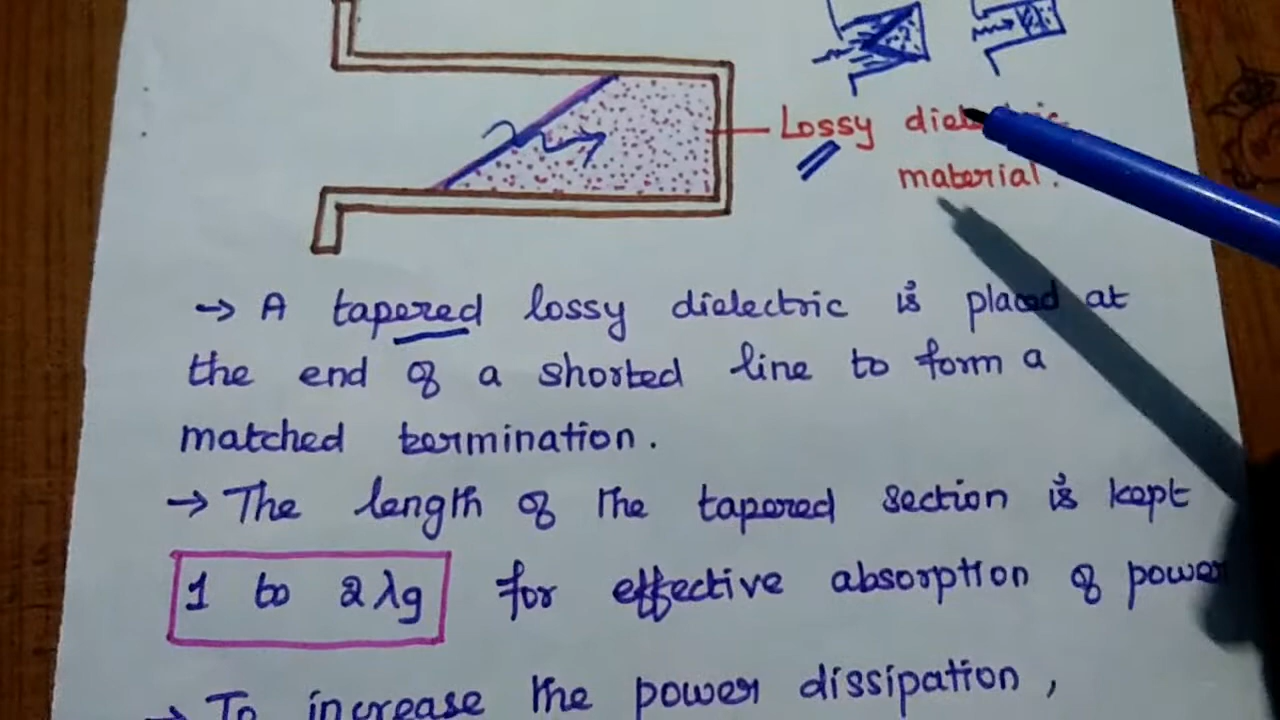 Lossy dielectric
material.
→ A tapered lossy dielectric is placed at
the end of a shorted line to form a
matched termination.
→ The length of the tapered section is kept
1 to 2λg for effective absorption of power
→ To increase the power dissipation,